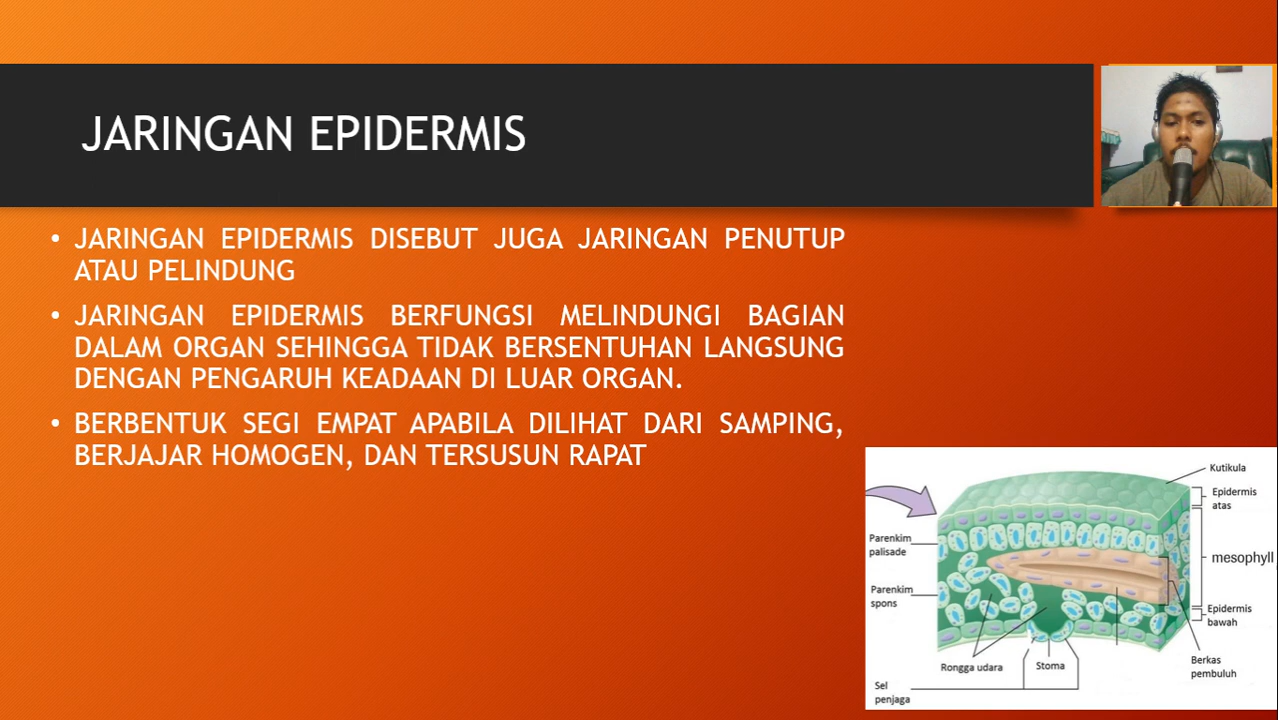 JARINGAN EPIDERMIS
• JARINGAN EPIDERMIS DISEBUT JUGA JARINGAN PENUTUP
ATAU PELINDUNG
• JARINGAN EPIDERMIS BERFUNGSI MELINDUNGI BAGIAN
DALAM ORGAN SEHINGGA TIDAK BERSENTUHAN LANGSUNG
DENGAN PENGARUH KEADAAN DI LUAR ORGAN.
• BERBENTUK SEGI EMPAT APABILA DILIHAT DARI SAMPING,
BERJAJAR HOMOGEN, DAN TERSUSUN RAPAT
Kutikula
Epidermis
atas
Parenkim
palisade
mesophyll
Parenkim
spons
Epidermis
bawah
Rongga udara
Stoma
Berkas
pembuluh
Sel
penjaga